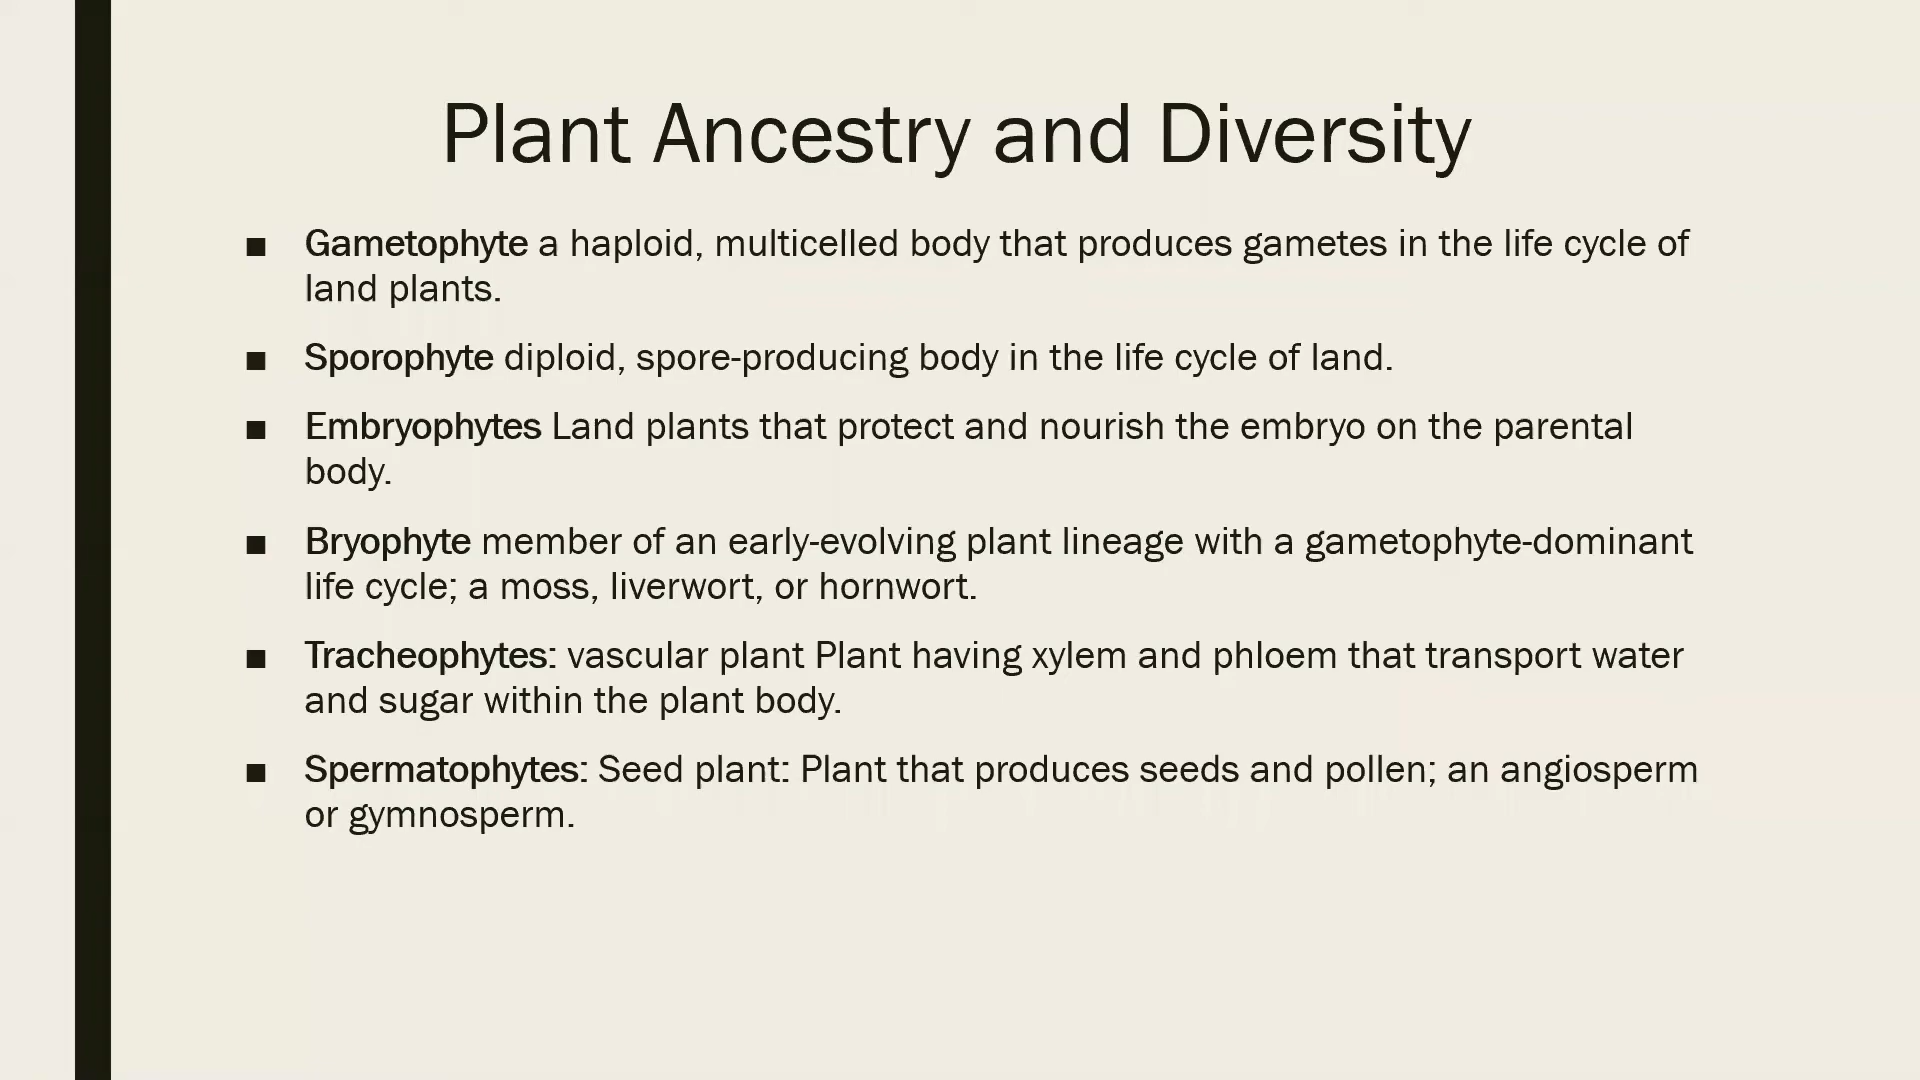 Plant Ancestry and Diversity
■ Gametophyte a haploid, multicelled body that produces gametes in the life cycle of
land plants.
■ Sporophyte diploid, spore-producing body in the life cycle of land.
■ Embryophytes Land plants that protect and nourish the embryo on the parental
body.
■ Bryophyte member of an early-evolving plant lineage with a gametophyte-dominant
life cycle; a moss, liverwort, or hornwort.
■ Tracheophytes: vascular plant Plant having xylem and phloem that transport water
and sugar within the plant body.
■ Spermatophytes: Seed plant: Plant that produces seeds and pollen; an angiosperm
or gymnosperm.